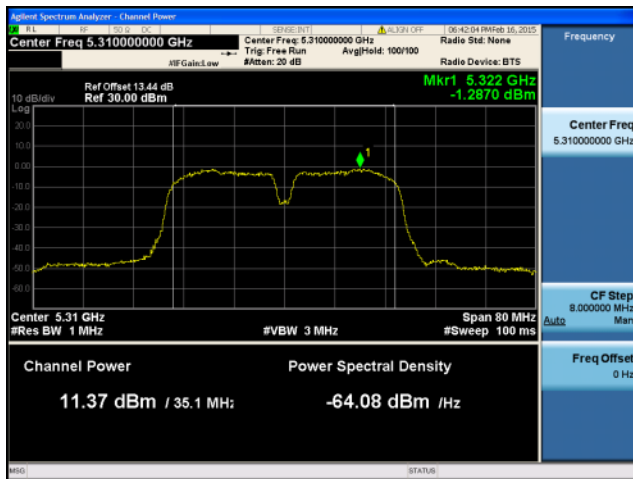 Agilent Spectrum Analyzer - Channel Power
RL RF 50 Ω DC SENSE:INT ALIGN OFF 06:42:04 PM Feb 16, 2015
Center Freq 5.310000000 GHz
Center Freq: 5.310000000 GHz
Radio Std: None
Trig: Free Run Avg|Hold: 100/100
#IFGain:Low #Atten: 20 dB Radio Device: BTS
Frequency
Mkr1 5.322 GHz
-1.2870 dBm
Ref Offset 13.44 dB
10 dB/div Ref 30.00 dBm
Log
20.0
10.0
0.00
-10.0
-20.0
-30.0
-40.0
-50.0
-60.0
1
Center 5.31 GHz Span 80 MHz
#Res BW 1 MHz #VBW 3 MHz #Sweep 100 ms
Channel Power Power Spectral Density
11.37 dBm / 35.1 MHz -64.08 dBm /Hz
Center Freq
5.310000000 GHz
CF Step
8.000000 MHz
Auto Man
Freq Offset
0 Hz
MSG STATUS